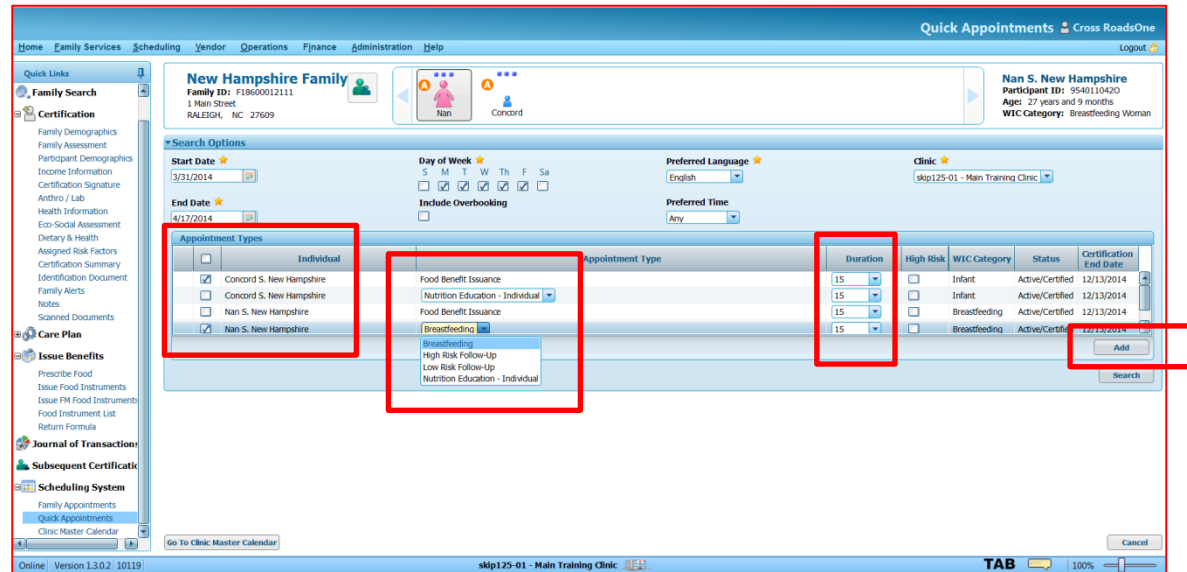 Quick Appointments Cross RoadsOne
Home Family Services Scheduling Vendor Operations Finance Administration Help
Logout
Quick Links
Family Search
Certification
Family Demographics
Family Assessment
Participant Demographics
Income Information
Certification Signature
Anthro / Lab
Health Information
Eco-Social Assessment
Dietary & Health
Assigned Risk Factors
Certification Summary
Identification Document
Family Alerts
Notes
Scanned Documents
Care Plan
Issue Benefits
Prescribe Food
Issue Food Instruments
Issue FM Food Instruments
Food Instrument List
Return Formula
Journal of Transactions
Subsequent Certificatio
Scheduling System
Family Appointments
Quick Appointments
Clinic Master Calendar
New Hampshire Family
Family ID: F18600012111
1 Main Street
RALEIGH, NC 27609
A
Nan
A
Concord
Nan S. New Hampshire
Participant ID: 9540110420
Age: 27 years and 9 months
WIC Category: Breastfeeding Woman
Search Options
Start Date
3/31/2014
Day of Week
S M T W Th F Sa
Preferred Language
English
Clinic
skip125-01 - Main Training Clinic
End Date
4/17/2014
Include Overbooking
Preferred Time
Any
Appointment Types
Individual Appointment Type Duration High Risk WIC Category Status Certification End Date
Concord S. New Hampshire Food Benefit Issuance 15 Infant Active/Certified 12/13/2014
Concord S. New Hampshire Nutrition Education - Individual 15 Infant Active/Certified 12/13/2014
Nan S. New Hampshire Food Benefit Issuance 15 Breastfeeding Active/Certified 12/13/2014
Nan S. New Hampshire Breastfeeding 15 Breastfeeding Active/Certifie 12/13/2014
Breastfeeding
High Risk Follow-Up
Low Risk Follow-Up
Nutrition Education - Individual
Add
Search
Go To Clinic Master Calendar
Cancel
Online Version 1.3.0.2 10119
skip125-01 - Main Training Clinic
TAB
100%